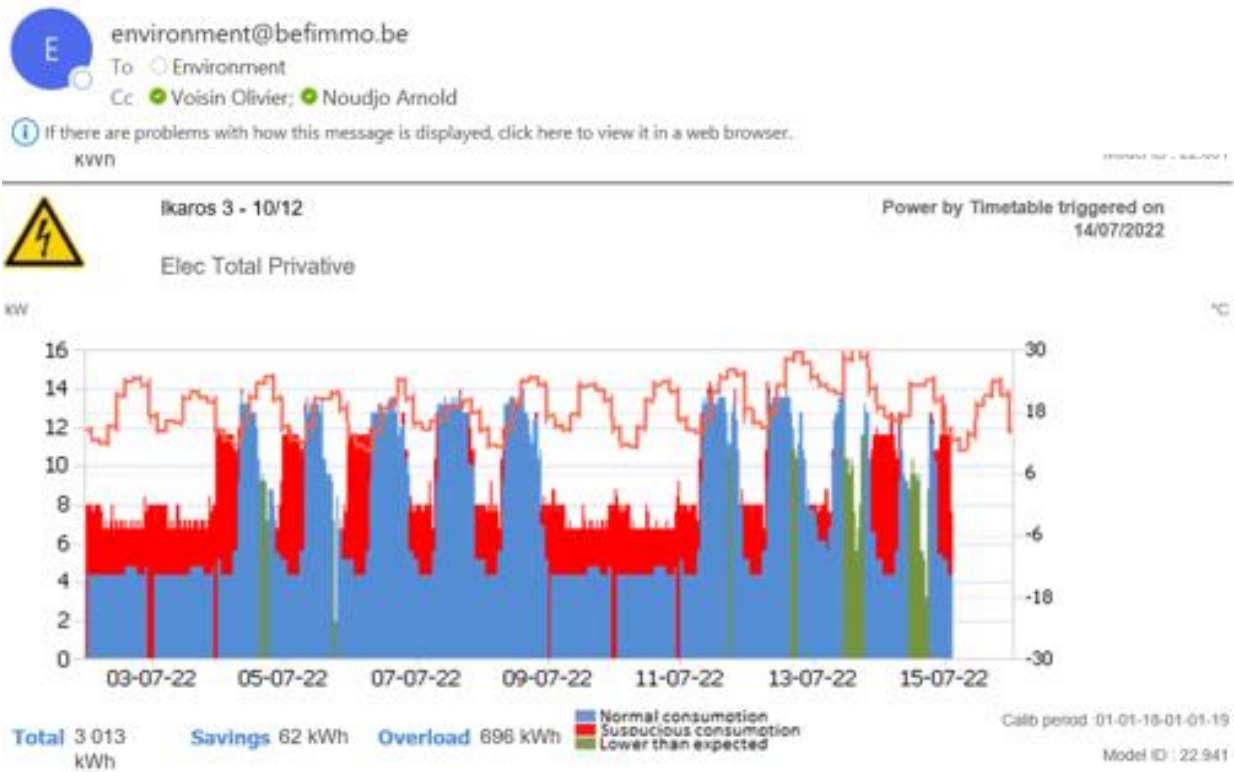 E
environment@befimmo.be
To Environment
Cc Voisin Olivier; Noudjo Arnold
If there are problems with how this message is displayed, click here to view it in a web browser.
Ikaros 3 - 10/12
Power by Timetable triggered on
14/07/2022
Elec Total Privative
kW
°C
16
30
14
12
18
10
6
8
6
-6
4
-18
2
0
-30
03-07-22 05-07-22 07-07-22 09-07-22 11-07-22 13-07-22 15-07-22
Total 3 013
kWh
Savings 62 kWh
Overload 696 kWh
Normal consumption
Suspucious consumption
Lower than expected
Calib period :01-01-18-01-01-19
Model ID : 22.941